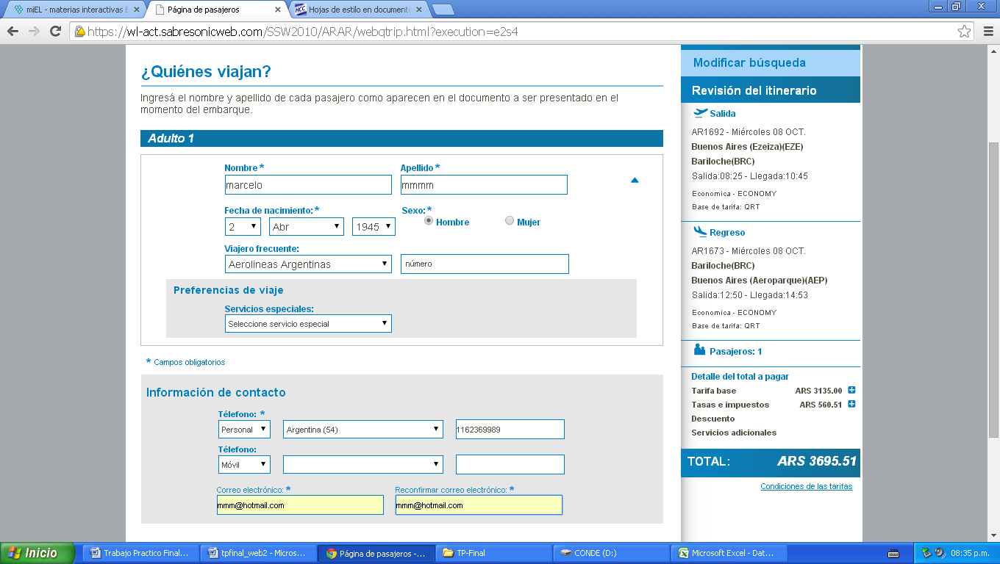 miEL - materias interactivas E
Página de pasajeros
HCC Hojas de estilo en document
https://wl-act.sabresonicweb.com/SSW2010/ARAR/webqtrip.html?execution=e2s4
¿Quiénes viajan?
Ingresá el nombre y apellido de cada pasajero como aparecen en el documento a ser presentado en el
momento del embarque.
Adulto 1
Nombre * Apellido *
marcelo mmmm
Fecha de nacimiento: * Sexo: *
2 Abr 1945 Hombre Mujer
Viajero frecuente:
Aerolineas Argentinas número
Preferencias de viaje
Servicios especiales:
Seleccione servicio especial
* Campos obligatorios
Información de contacto
Télefono: *
Personal Argentina (54) 1162369989
Télefono:
Móvil
Correo electrónico: * Reconfirmar correo electrónico: *
mmm@hotmail.com mmm@hotmail.com
Modificar búsqueda
Revisión del itinerario
Salida
AR1692 - Miércoles 08 OCT.
Buenos Aires (Ezeiza)(EZE)
Bariloche(BRC)
Salida:08:25 - Llegada:10:45
Economica - ECONOMY
Base de tarifa: QRT
Regreso
AR1673 - Miércoles 08 OCT.
Bariloche(BRC)
Buenos Aires (Aeroparque)(AEP)
Salida:12:50 - Llegada:14:53
Economica - ECONOMY
Base de tarifa: QRT
Pasajeros: 1
Detalle del total a pagar
Tarifa base ARS 3135.00
Tasas e impuestos ARS 560.51
Descuento
Servicios adicionales
TOTAL: ARS 3695.51
Condiciones de las tarifas
Inicio Trabajo Practico Final... tpfinal_web2 - Micros... Página de pasajeros -... TP-Final CONDE (D:) Microsoft Excel - Dat... 08:35 p.m.